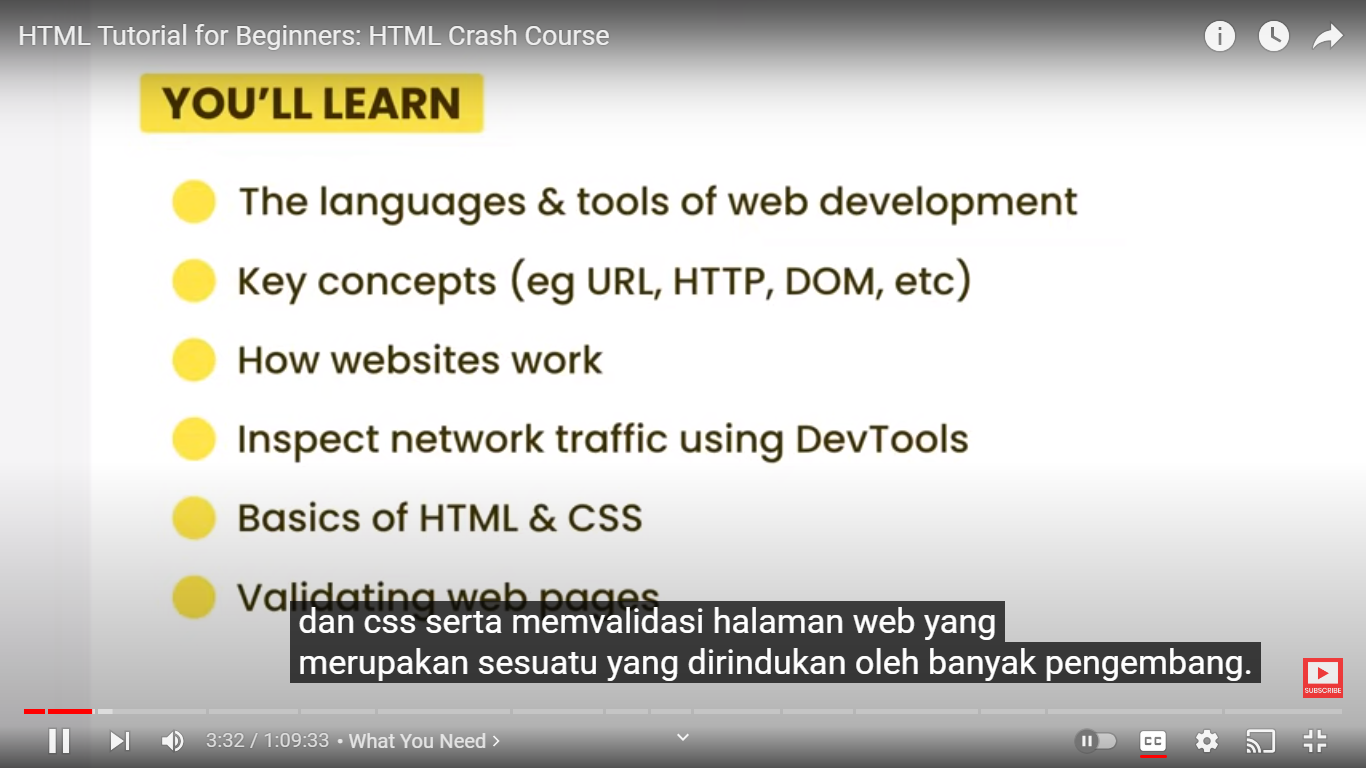 HTML Tutorial for Beginners: HTML Crash Course
YOU'LL LEARN
The languages & tools of web development
Key concepts (eg URL, HTTP, DOM, etc)
How websites work
Inspect network traffic using DevTools
Basics of HTML & CSS
Validating web pages
dan css serta memvalidasi halaman web yang
merupakan sesuatu yang dirindukan oleh banyak pengembang.
SUBSCRIBE
3:32 / 1:09:33 • What You Need >
CC